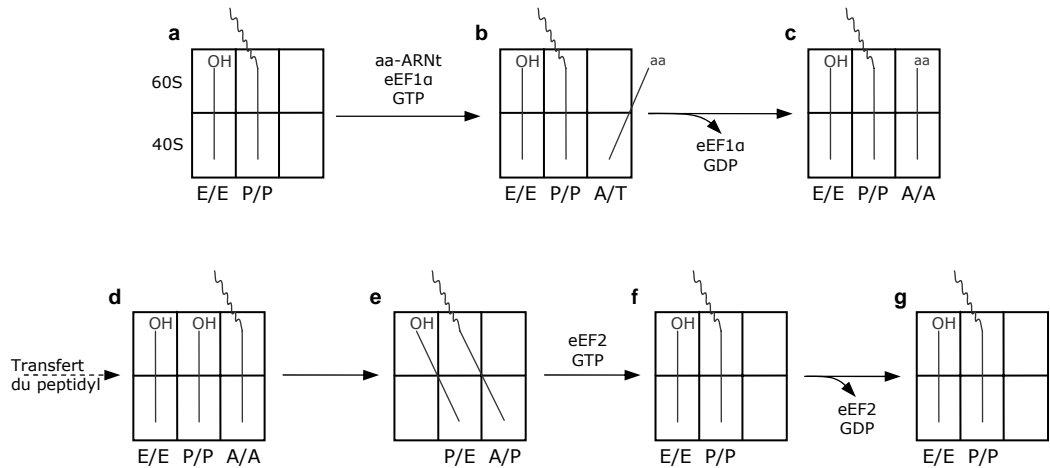 a
60S
40S
OH
E/E P/P
aa-ARNt
eEF1α
GTP
b
OH
aa
E/E P/P A/T
eEF1α
GDP
c
OH
aa
E/E P/P A/A
Transfert
du peptidyl
d
OH OH
E/E P/P A/A
e
OH
P/E A/P
eEF2
GTP
f
OH
E/E P/P
eEF2
GDP
g
OH
E/E P/P